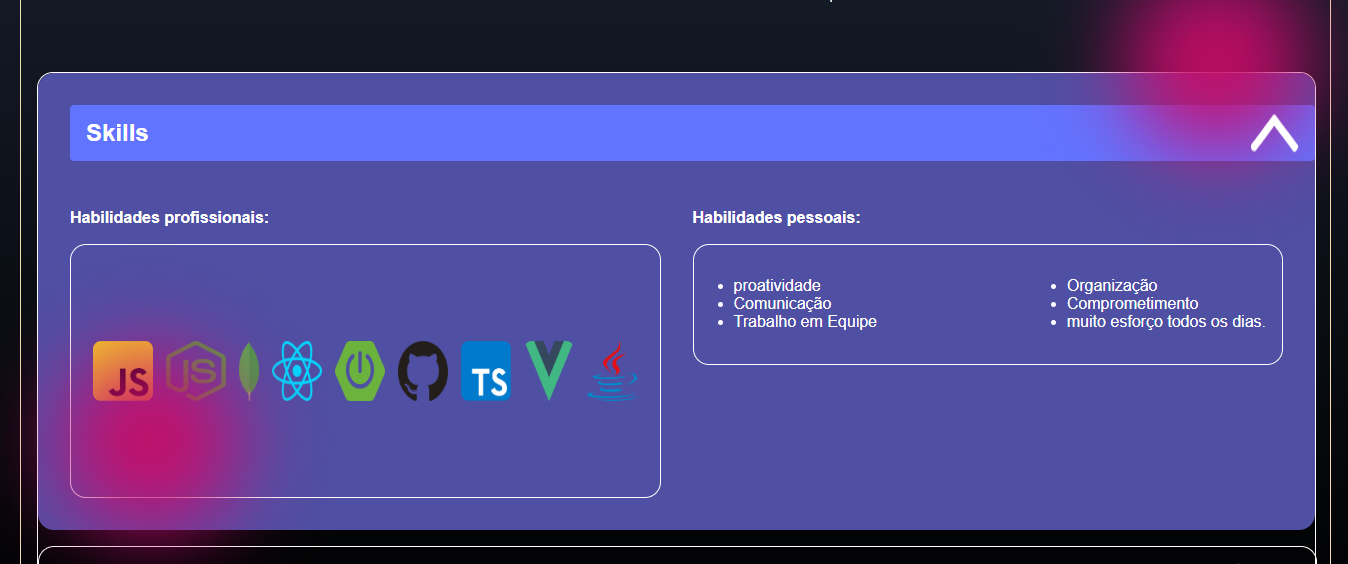 Skills
Habilidades profissionais:
JS
JS
TS
Habilidades pessoais:
proatividade
Comunicação
Trabalho em Equipe
Organização
Comprometimento
muito esforço todos os dias.